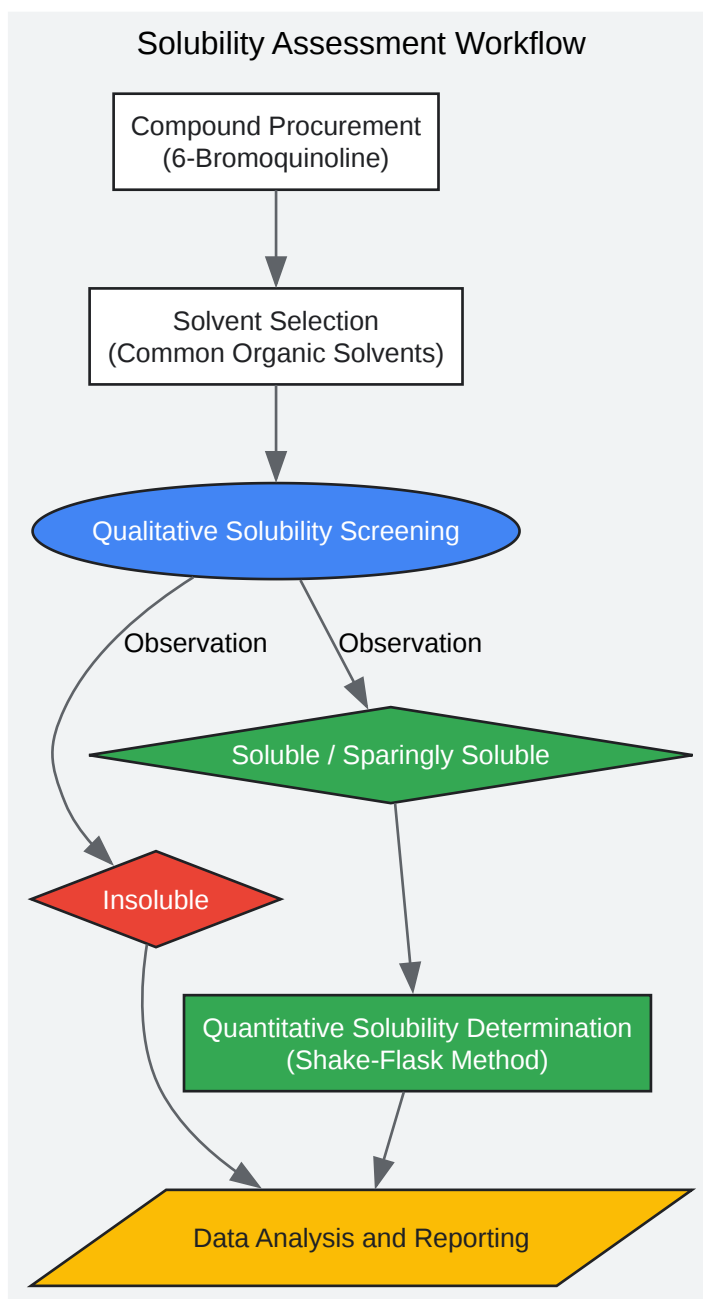 Solubility Assessment Workflow
Compound Procurement
(6-Bromoquinoline)
Solvent Selection
(Common Organic Solvents)
Qualitative Solubility Screening
Observation
Observation
Soluble / Sparingly Soluble
Insoluble
Quantitative Solubility Determination
(Shake-Flask Method)
Data Analysis and Reporting